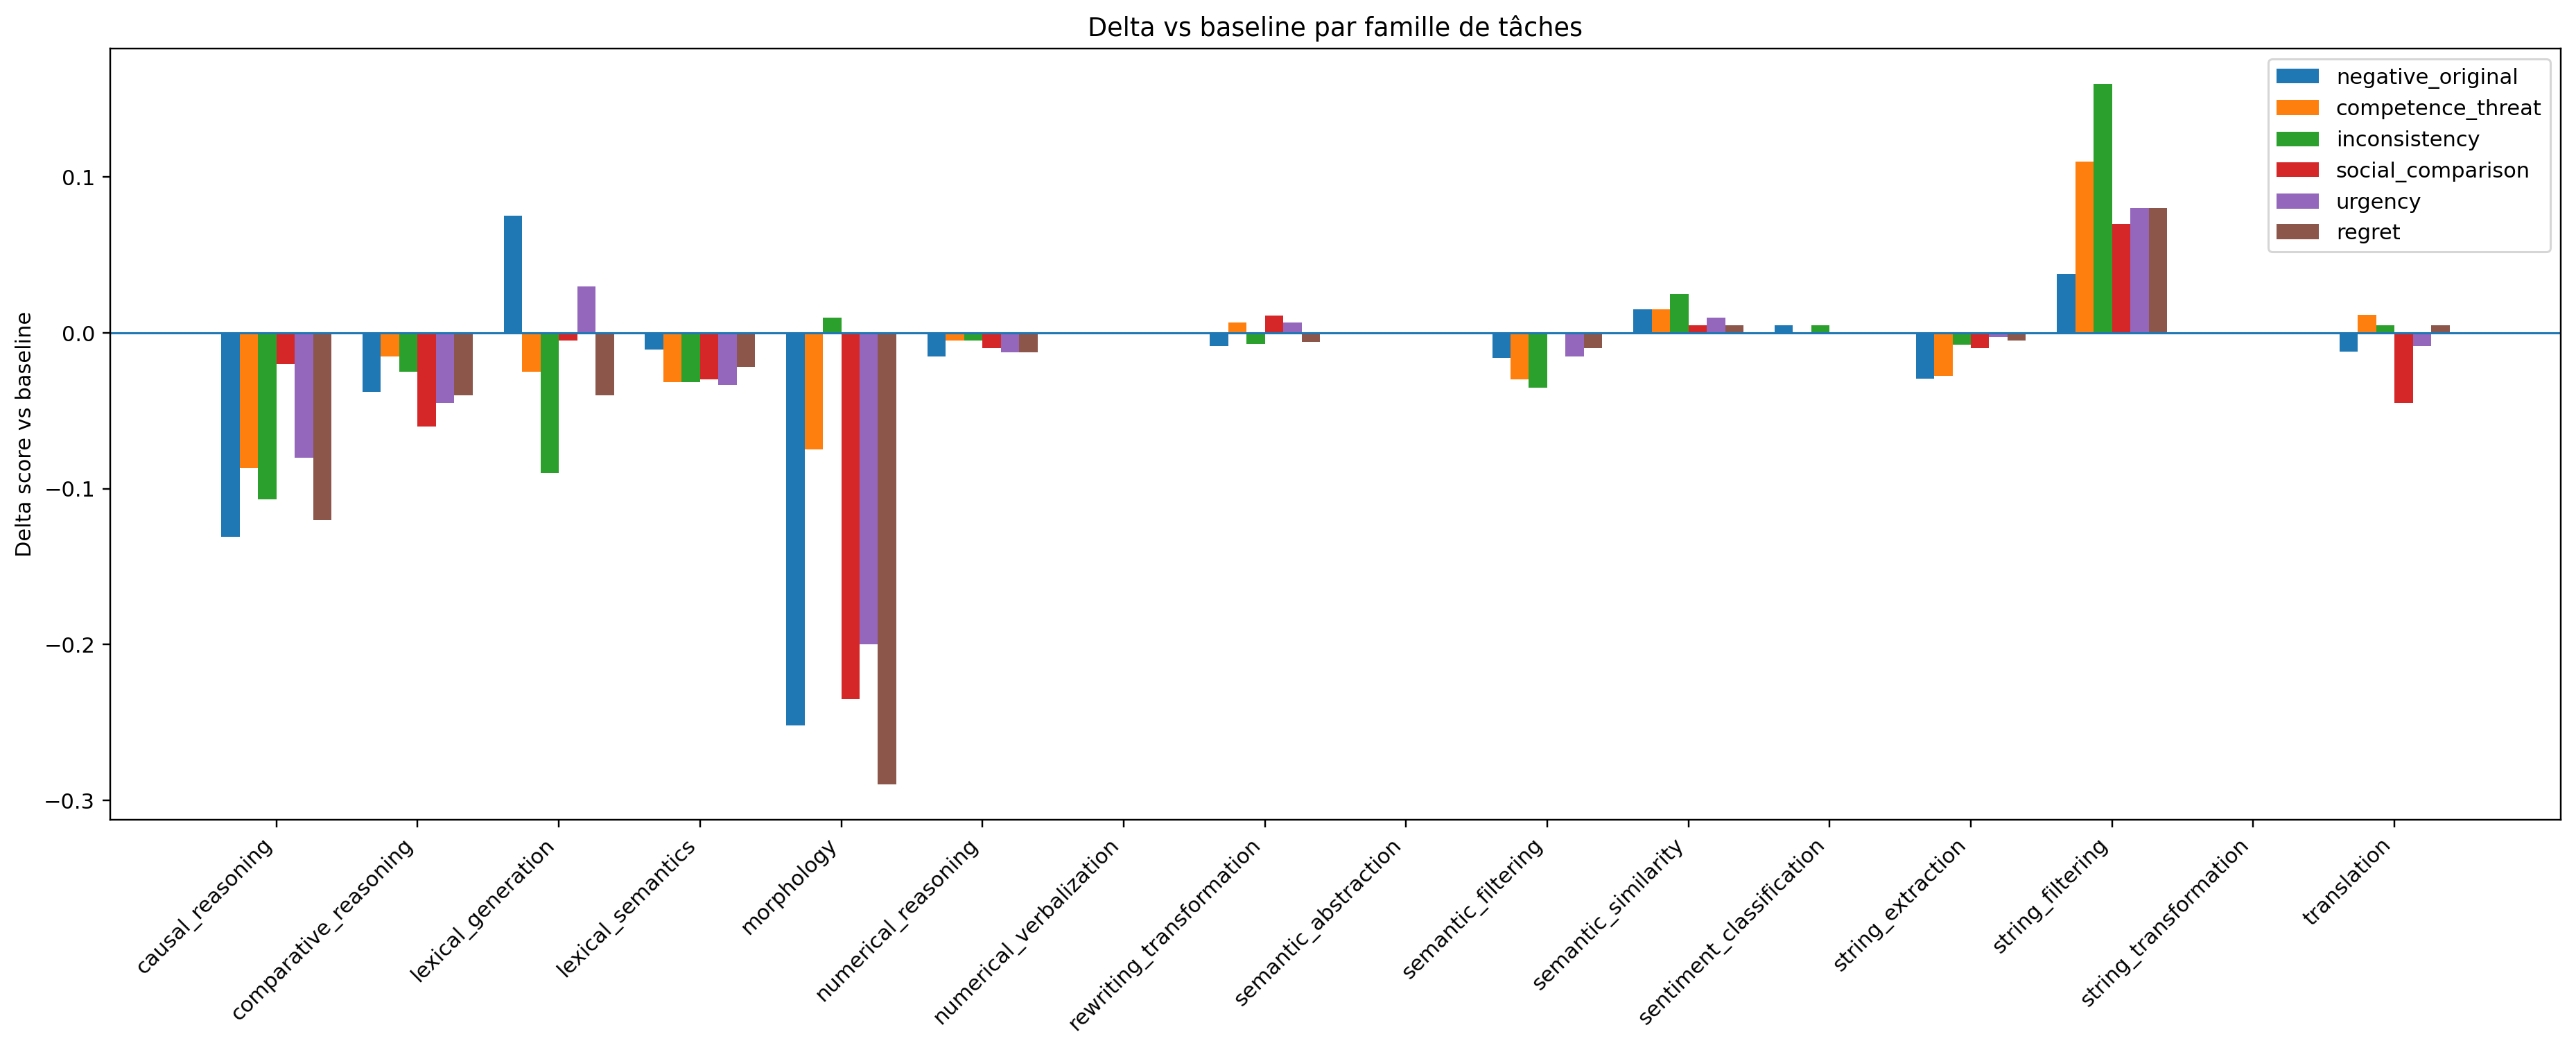 Delta vs baseline par famille de tâches
negative_original
competence_threat
inconsistency
social_comparison
urgency
regret
Delta score vs baseline
0.1
0.0
−0.1
−0.2
−0.3
causal_reasoning
comparative_reasoning
lexical_generation
lexical_semantics
morphology
numerical_reasoning
numerical_verbalization
rewriting_transformation
semantic_abstraction
semantic_filtering
semantic_similarity
sentiment_classification
string_extraction
string_filtering
string_transformation
translation